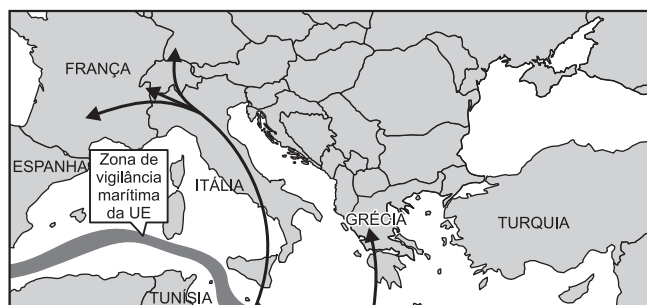 FRANÇA
ESPANHA
Zona de
vigilância
marítima
da UE
ITÁLIA
GRÉCIA
TURQUIA
TUNÍSIA